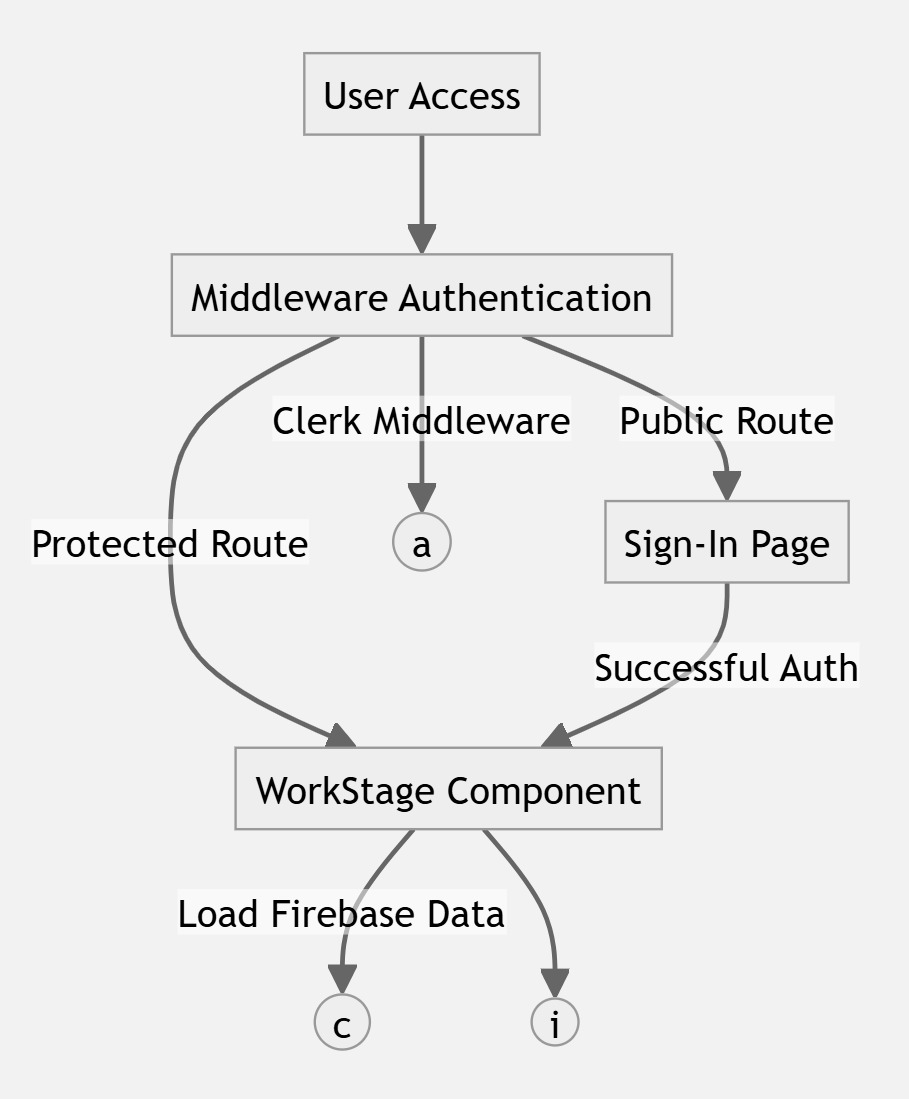 User Access
Middleware Authentication
Clerk Middleware
Public Route
Protected Route
a
Sign-In Page
Successful Auth
WorkStage Component
Load Firebase Data
c
i